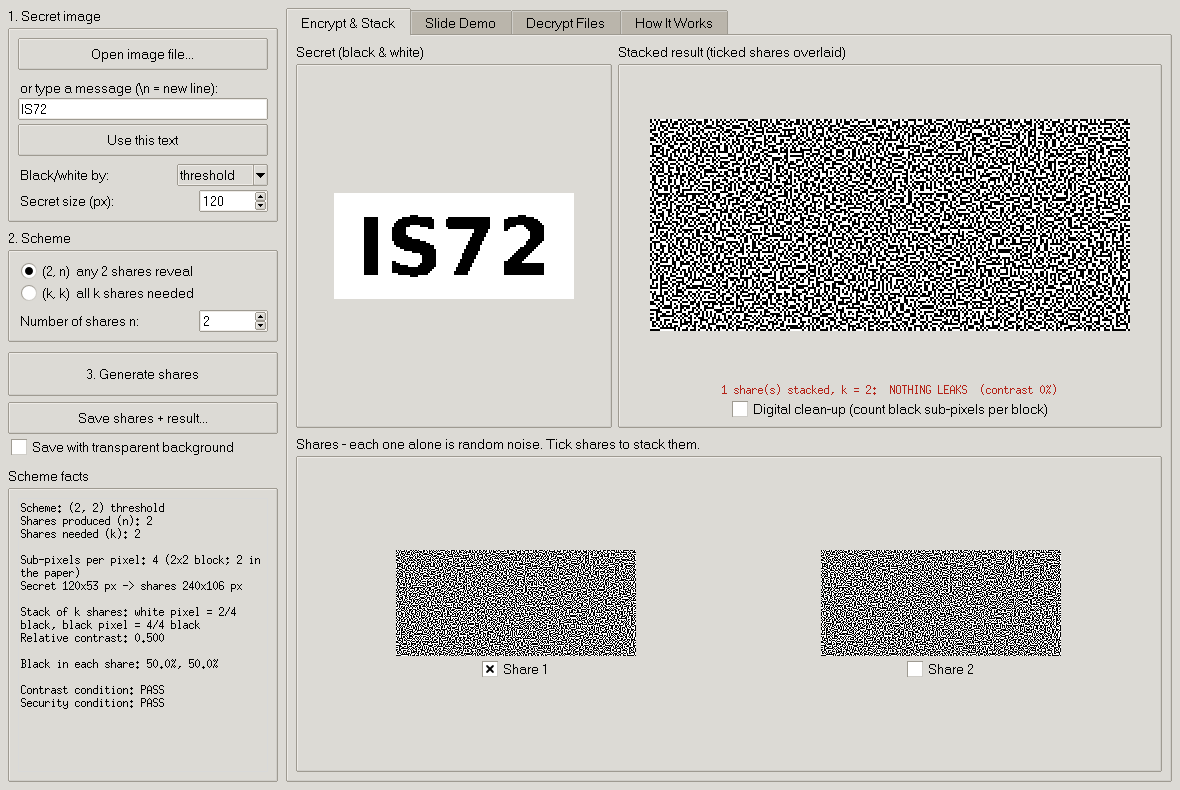 1. Secret image
Open image file...
or type a message (\n = new line):
IS72
Use this text
Black/white by:
threshold
Secret size (px):
120
2. Scheme
(2, n) any 2 shares reveal
(k, k) all k shares needed
Number of shares n:
2
3. Generate shares
Save shares + result...
Save with transparent background
Scheme facts
Scheme: (2, 2) threshold
Shares produced (n): 2
Shares needed (k): 2
Sub-pixels per pixel: 4 (2x2 block; 2 in
the paper)
Secret 120x53 px -> shares 240x106 px
Stack of k shares: white pixel = 2/4
black, black pixel = 4/4 black
Relative contrast: 0.500
Black in each share: 50.0%, 50.0%
Contrast condition: PASS
Security condition: PASS
Encrypt & Stack
Slide Demo
Decrypt Files
How It Works
Secret (black & white)
IS72
Stacked result (ticked shares overlaid)
1 share(s) stacked, k = 2: NOTHING LEAKS (contrast 0%)
Digital clean-up (count black sub-pixels per block)
Shares - each one alone is random noise. Tick shares to stack them.
Share 1
Share 2